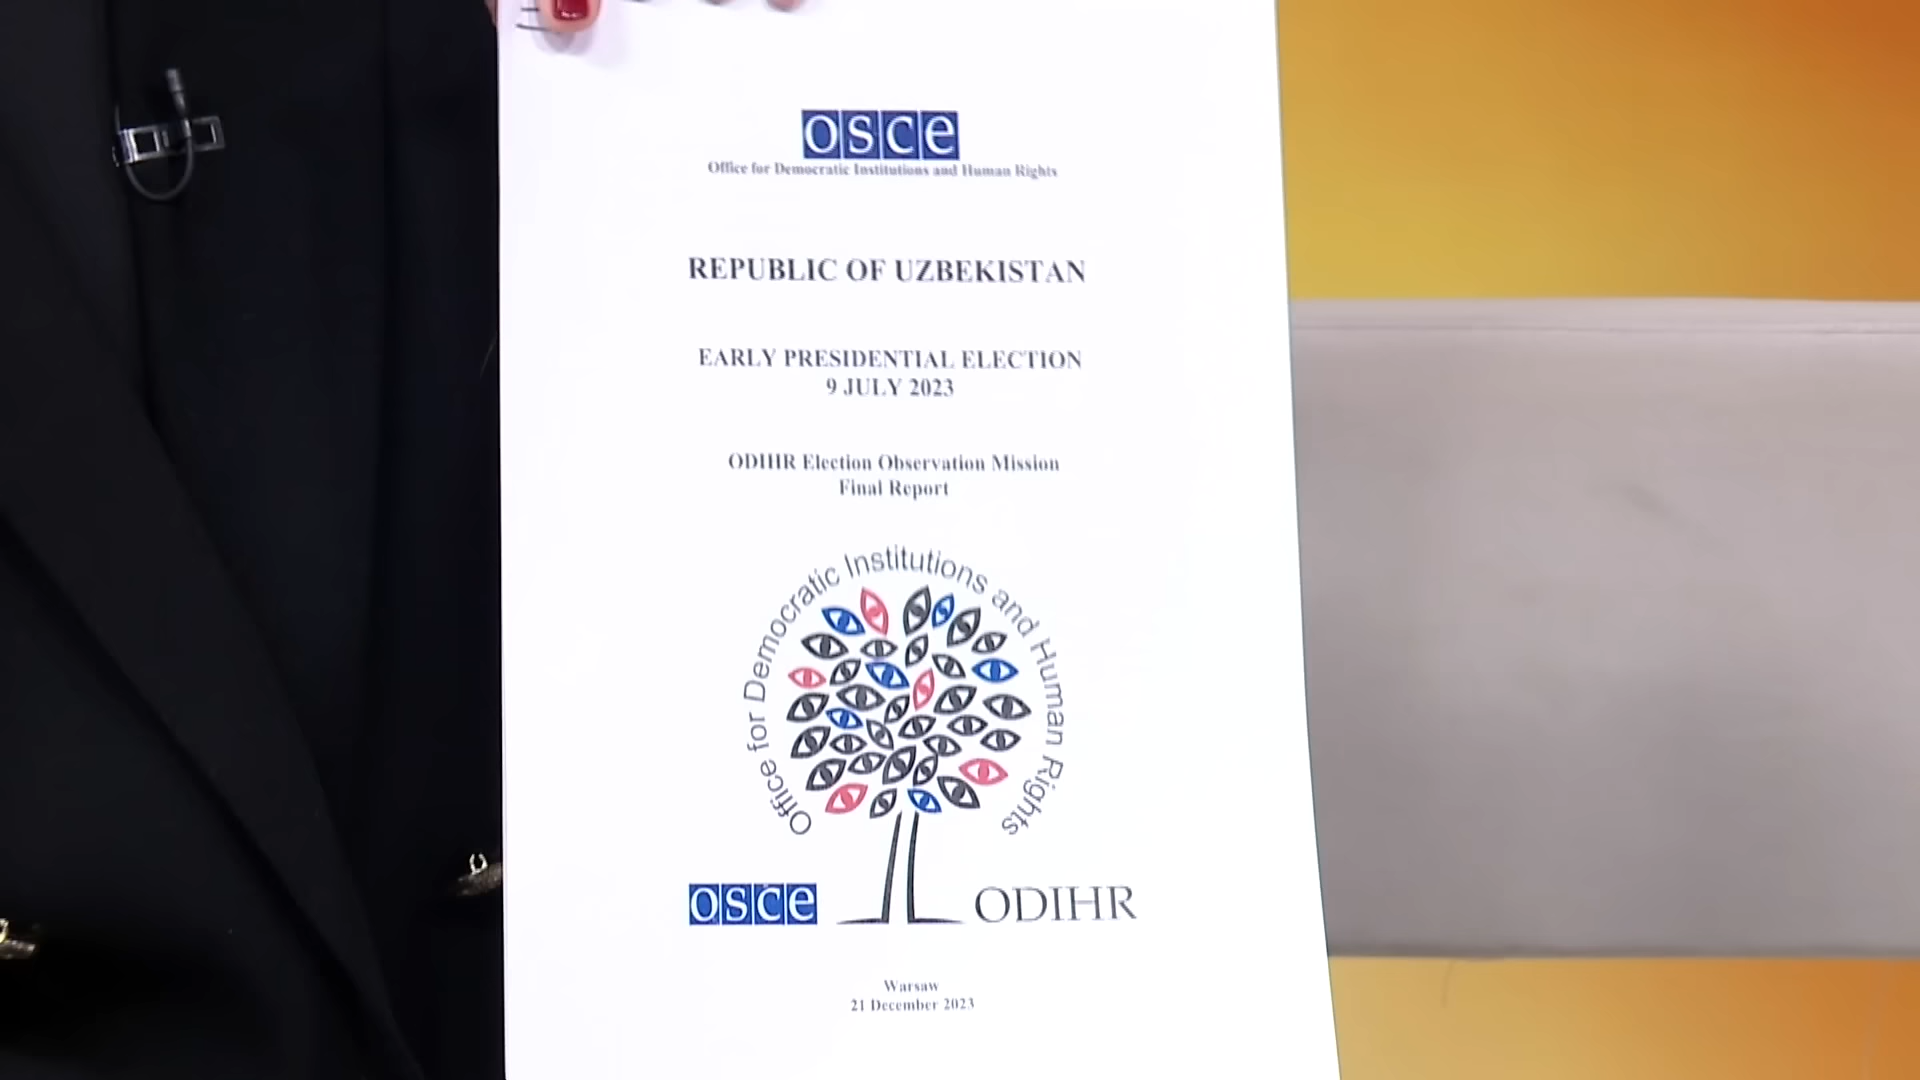 OSCE
Office for Democratic Institutions and Human Rights
REPUBLIC OF UZBEKISTAN
EARLY PRESIDENTIAL ELECTION
9 JULY 2023
ODIHR Election Observation Mission
Final Report
Office for Democratic Institutions and Human Rights
OSCE ODIHR
Warsaw
21 December 2023